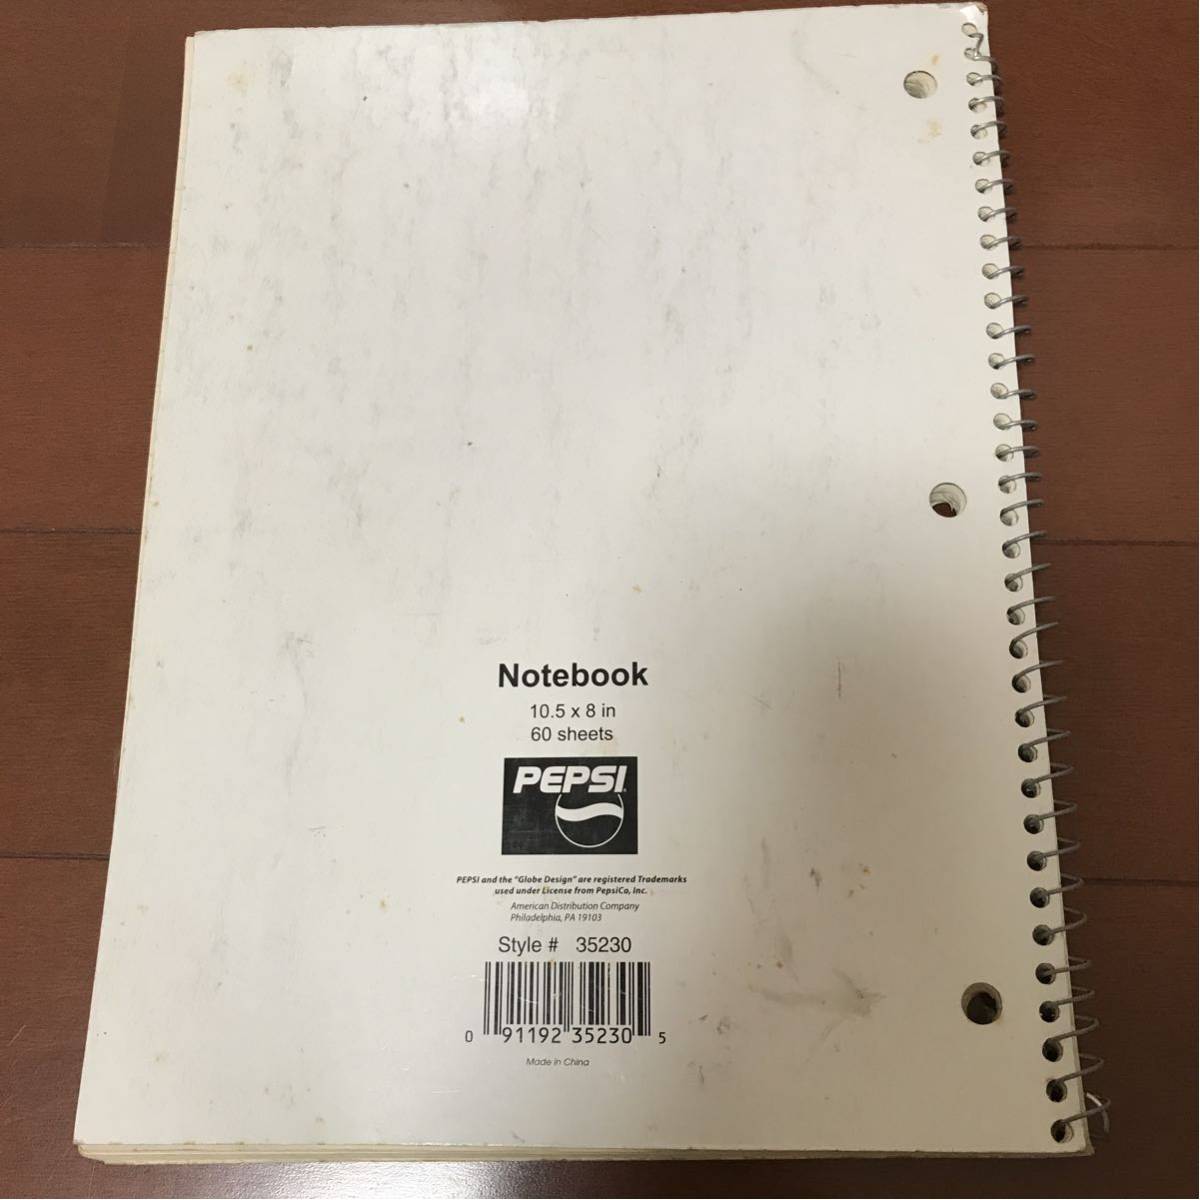 Notebook
10.5 x 8 in
60 sheets
PEPSI
PEPSI and the "Globe Design" are registered Trademarks
used under License from PepsiCo, Inc.
American Distribution Company
Philadelphia, PA 19103
Style # 35230
0 91192 35230 5
Made in China